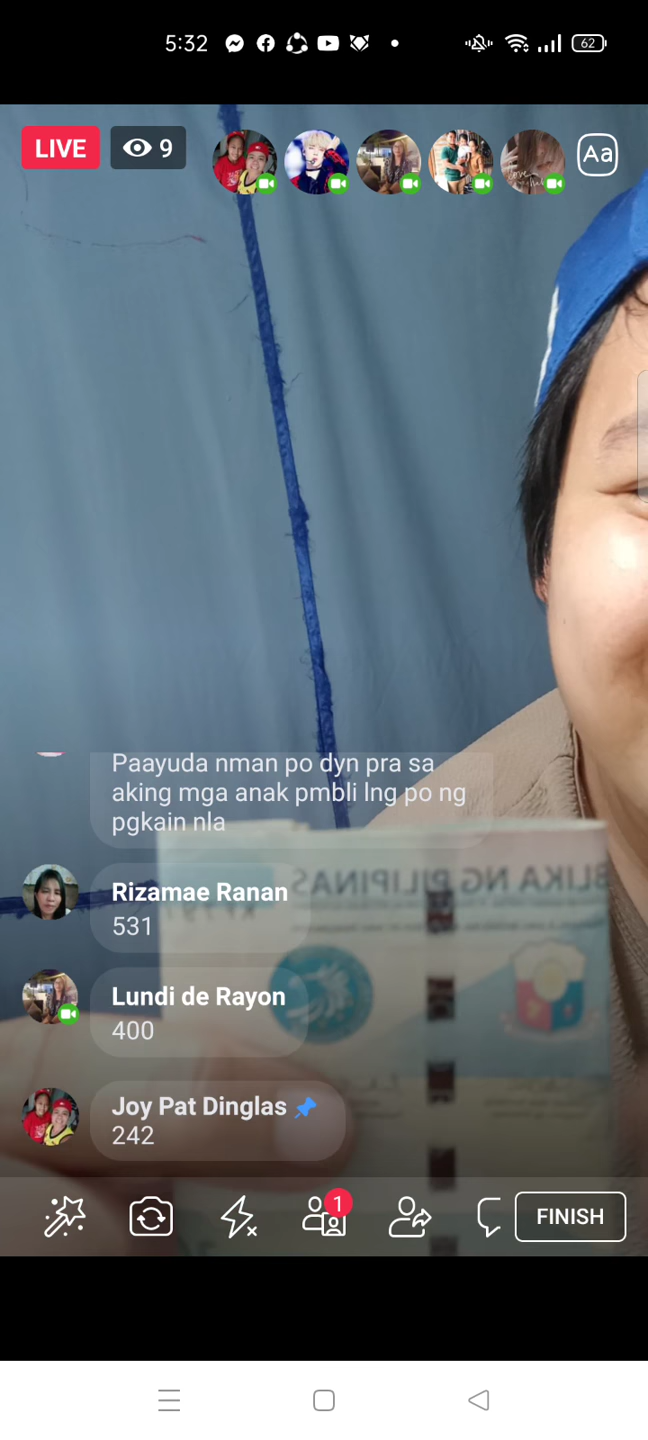 5:32
62
LIVE
9
Aa
Paayuda nman po dyn pra sa
aking mga anak pmbli lng po ng
pgkain nla
BLIKA NG PILIPINAS
Rizamae Ranan
531
Lundi de Rayon
400
Joy Pat Dinglas
242
1
FINISH